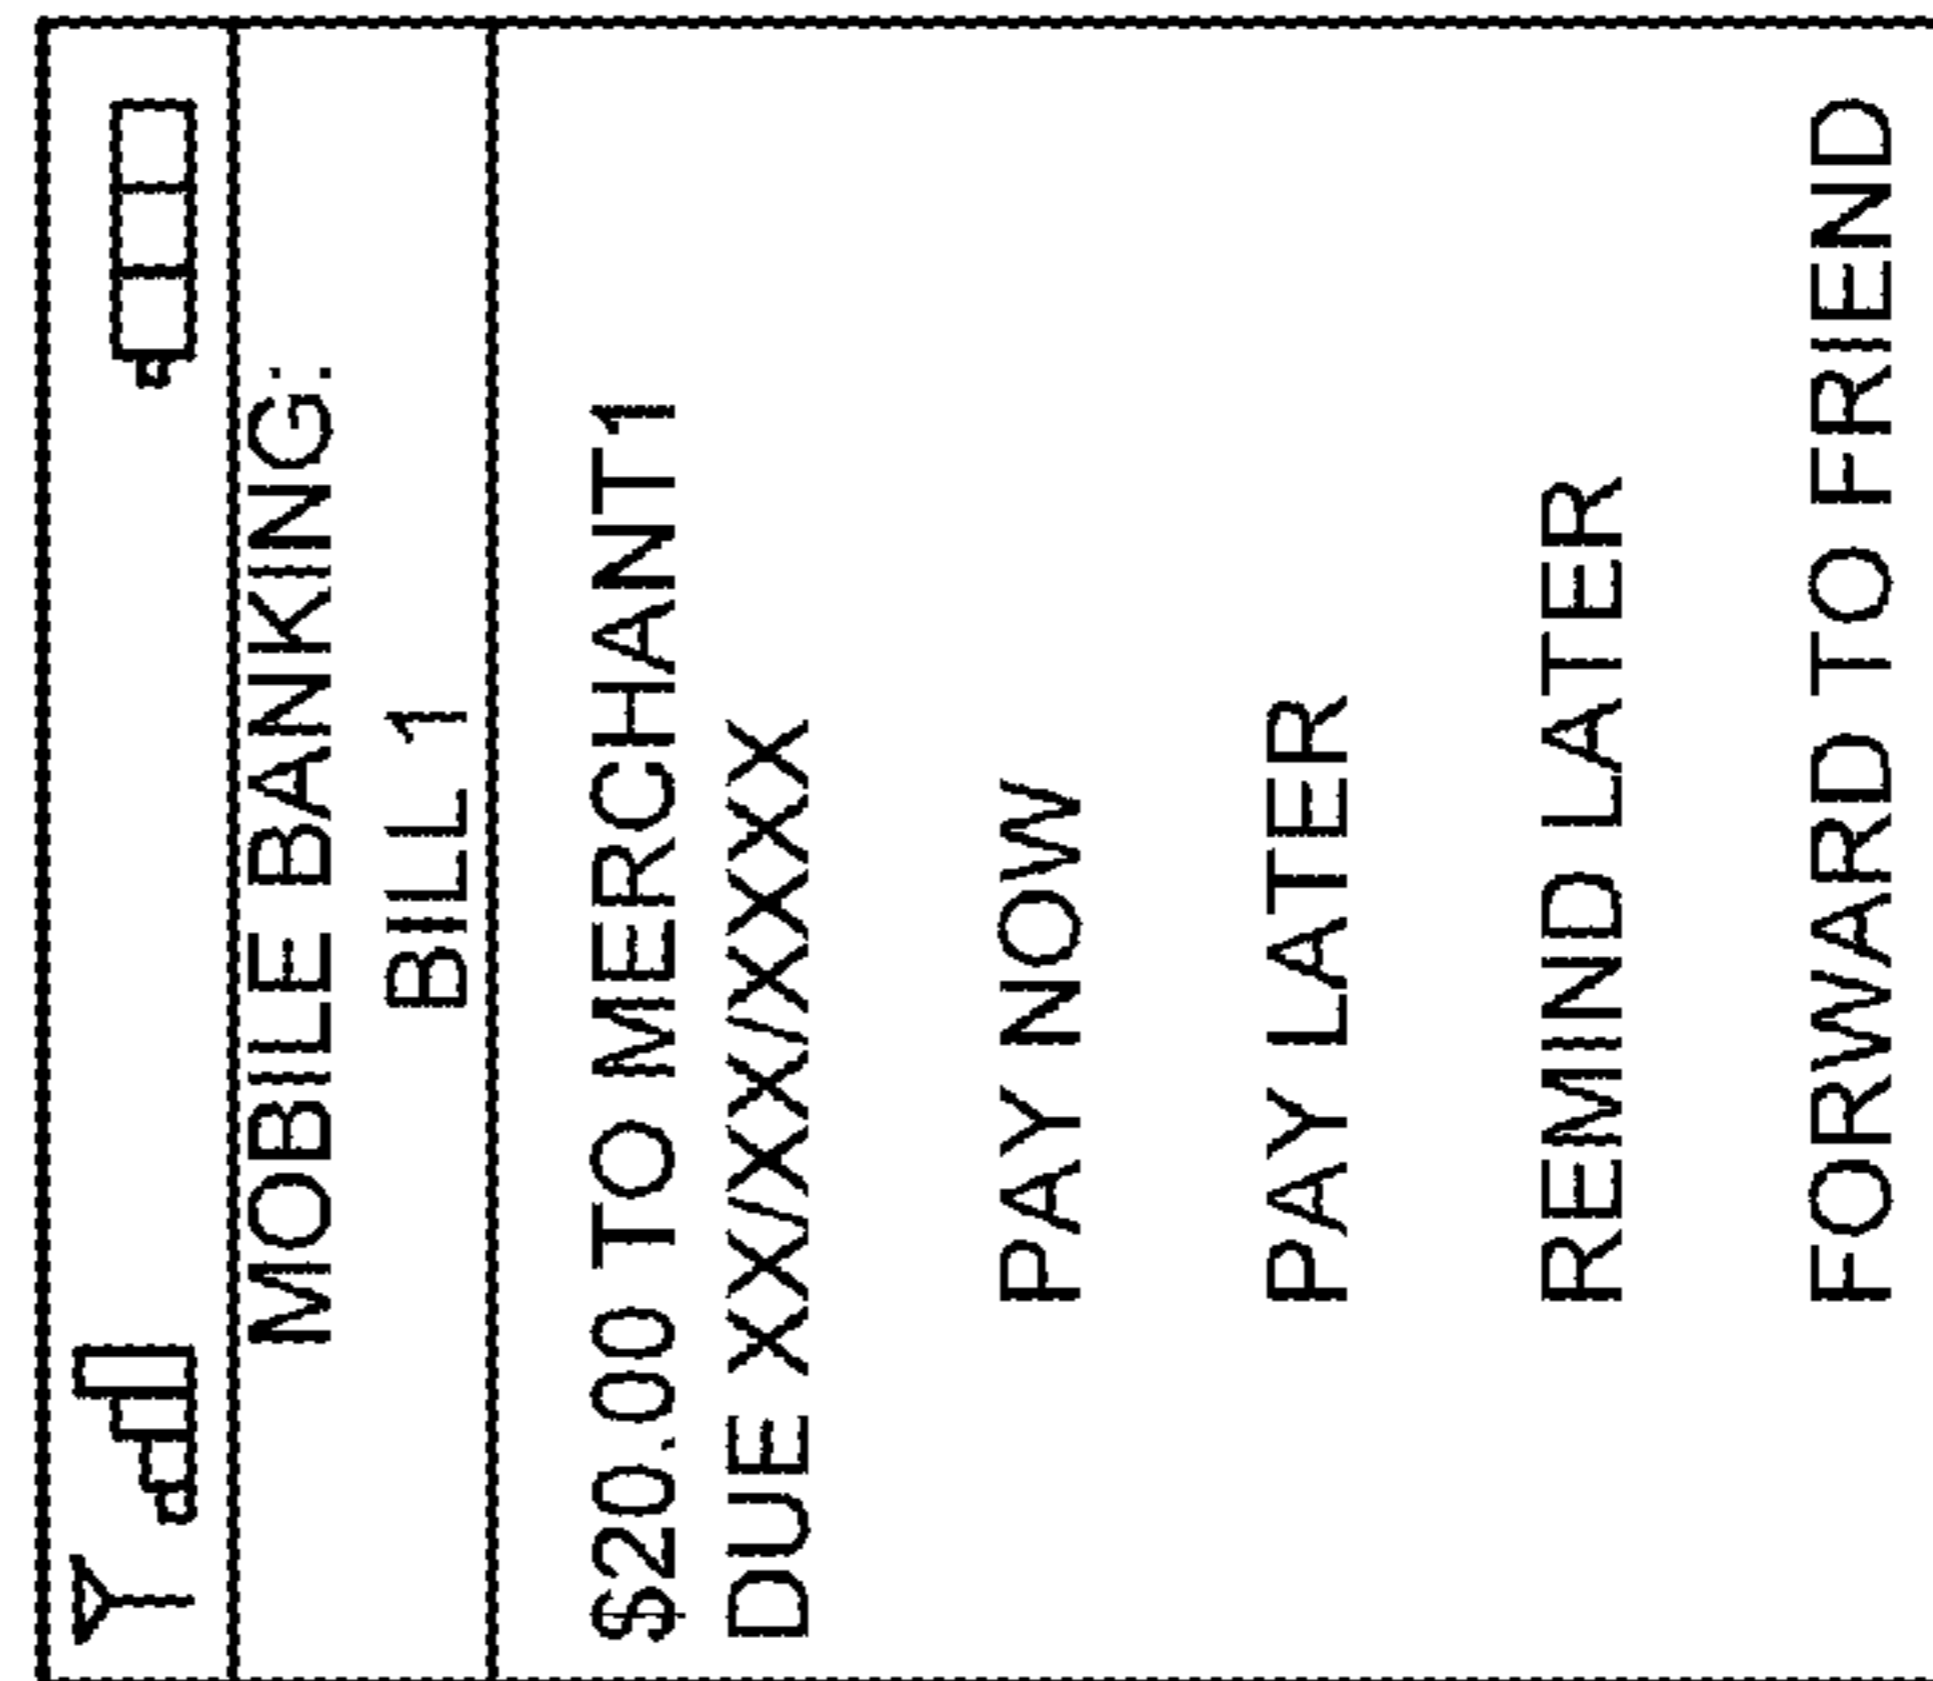 MOBILE BANKING:
BILL 1
$20.00 TO MERCHANT1
DUE XX/XX/XXXX
PAY NOW
PAY LATER
REMIND LATER
FORWARD TO FRIEND